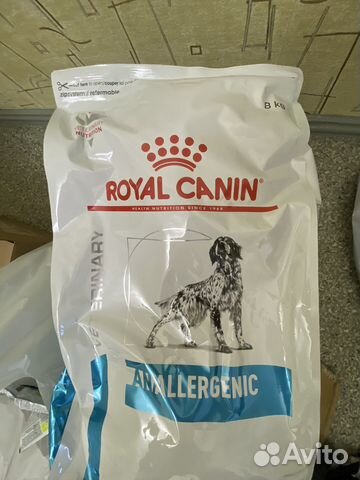 8 kg
ROYAL CANIN
HEALTH NUTRITION SINCE 1968
VETERINARY
ANALLERGENIC
Avito